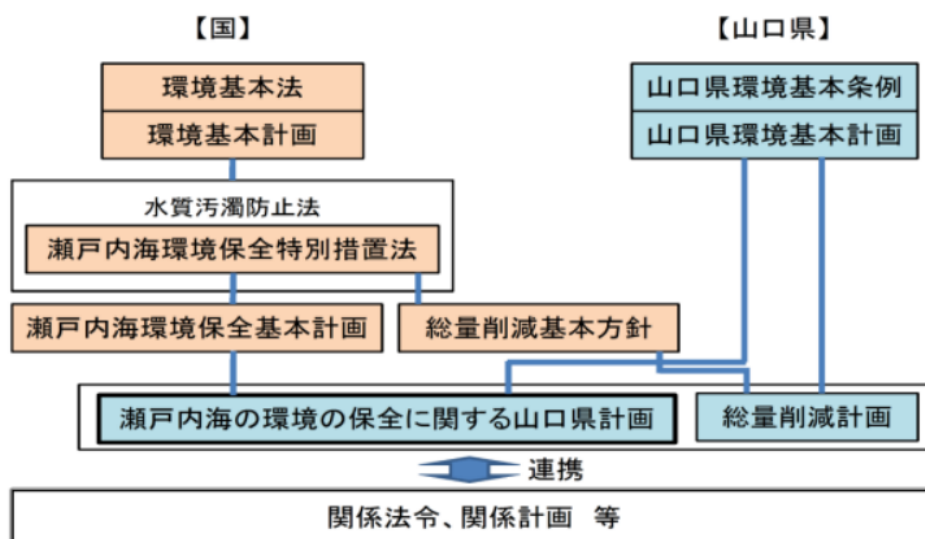 【国】
【山口県】
環境基本法
環境基本計画
山口県環境基本条例
山口県環境基本計画
水質汚濁防止法
瀬戸内海環境保全特別措置法
瀬戸内海環境保全基本計画
総量削減基本方針
瀬戸内海の環境の保全に関する山口県計画
総量削減計画
連携
関係法令、関係計画 等